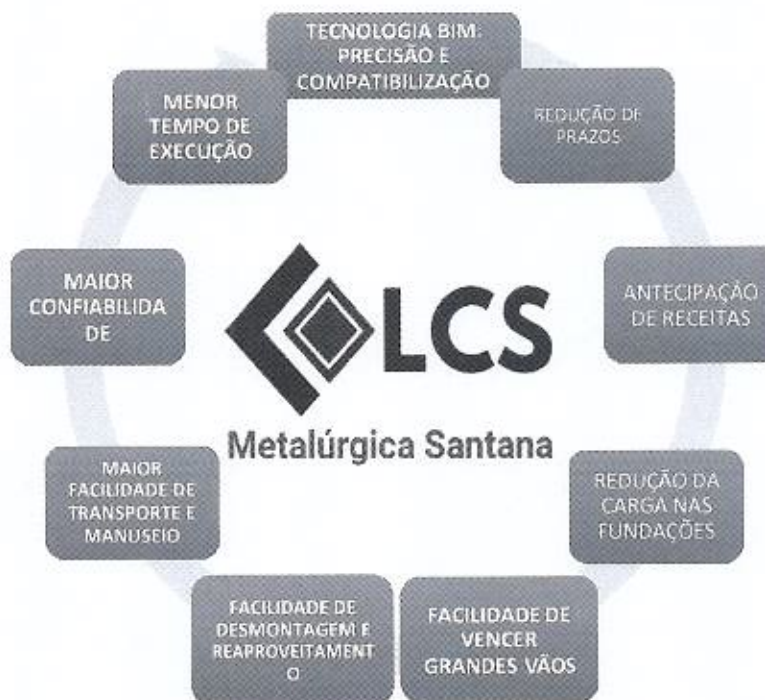 TECNOLOGIA BIM:
PRECISÃO E
COMPATIBILIZAÇÃO
REDUÇÃO DE
PRAZOS
ANTECIPAÇÃO
DE RECEITAS
REDUÇÃO DA
CARGA NAS
FUNDAÇÕES
FACILIDADE DE
VENCER
GRANDES VÃOS
FACILIDADE DE
DESMONTAGEM E
REAPROVEITAMENT
O
MAIOR
FACILIDADE DE
TRANSPORTE E
MANUSEIO
MAIOR
CONFIABILIDA
DE
MENOR
TEMPO DE
EXECUÇÃO
LCS
Metalúrgica Santana